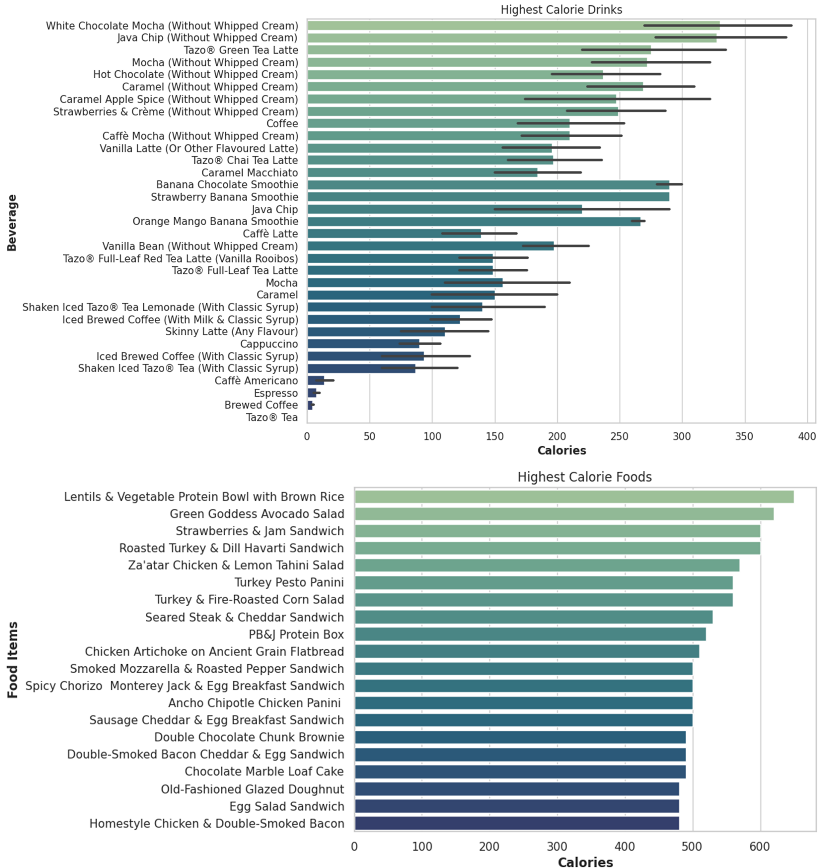 Highest Calorie Drinks
White Chocolate Mocha (Without Whipped Cream)
Java Chip (Without Whipped Cream)
Tazo® Green Tea Latte
Mocha (Without Whipped Cream)
Hot Chocolate (Without Whipped Cream)
Caramel (Without Whipped Cream)
Caramel Apple Spice (Without Whipped Cream)
Strawberries & Crème (Without Whipped Cream)
Coffee
Caffè Mocha (Without Whipped Cream)
Vanilla Latte (Or Other Flavoured Latte)
Tazo® Chai Tea Latte
Caramel Macchiato
Banana Chocolate Smoothie
Strawberry Banana Smoothie
Java Chip
Orange Mango Banana Smoothie
Caffè Latte
Vanilla Bean (Without Whipped Cream)
Tazo® Full-Leaf Red Tea Latte (Vanilla Rooibos)
Tazo® Full-Leaf Tea Latte
Mocha
Caramel
Shaken Iced Tazo® Tea Lemonade (With Classic Syrup)
Iced Brewed Coffee (With Milk & Classic Syrup)
Skinny Latte (Any Flavour)
Cappuccino
Iced Brewed Coffee (With Classic Syrup)
Shaken Iced Tazo® Tea (With Classic Syrup)
Caffè Americano
Espresso
Brewed Coffee
Tazo® Tea
Beverage
0 50 100 150 200 250 300 350 400
Calories
Highest Calorie Foods
Lentils & Vegetable Protein Bowl with Brown Rice
Green Goddess Avocado Salad
Strawberries & Jam Sandwich
Roasted Turkey & Dill Havarti Sandwich
Za'atar Chicken & Lemon Tahini Salad
Turkey Pesto Panini
Turkey & Fire-Roasted Corn Salad
Seared Steak & Cheddar Sandwich
PB&J Protein Box
Chicken Artichoke on Ancient Grain Flatbread
Smoked Mozzarella & Roasted Pepper Sandwich
Spicy Chorizo  Monterey Jack & Egg Breakfast Sandwich
Ancho Chipotle Chicken Panini
Sausage Cheddar & Egg Breakfast Sandwich
Double Chocolate Chunk Brownie
Double-Smoked Bacon Cheddar & Egg Sandwich
Chocolate Marble Loaf Cake
Old-Fashioned Glazed Doughnut
Egg Salad Sandwich
Homestyle Chicken & Double-Smoked Bacon
Food Items
0 100 200 300 400 500 600
Calories